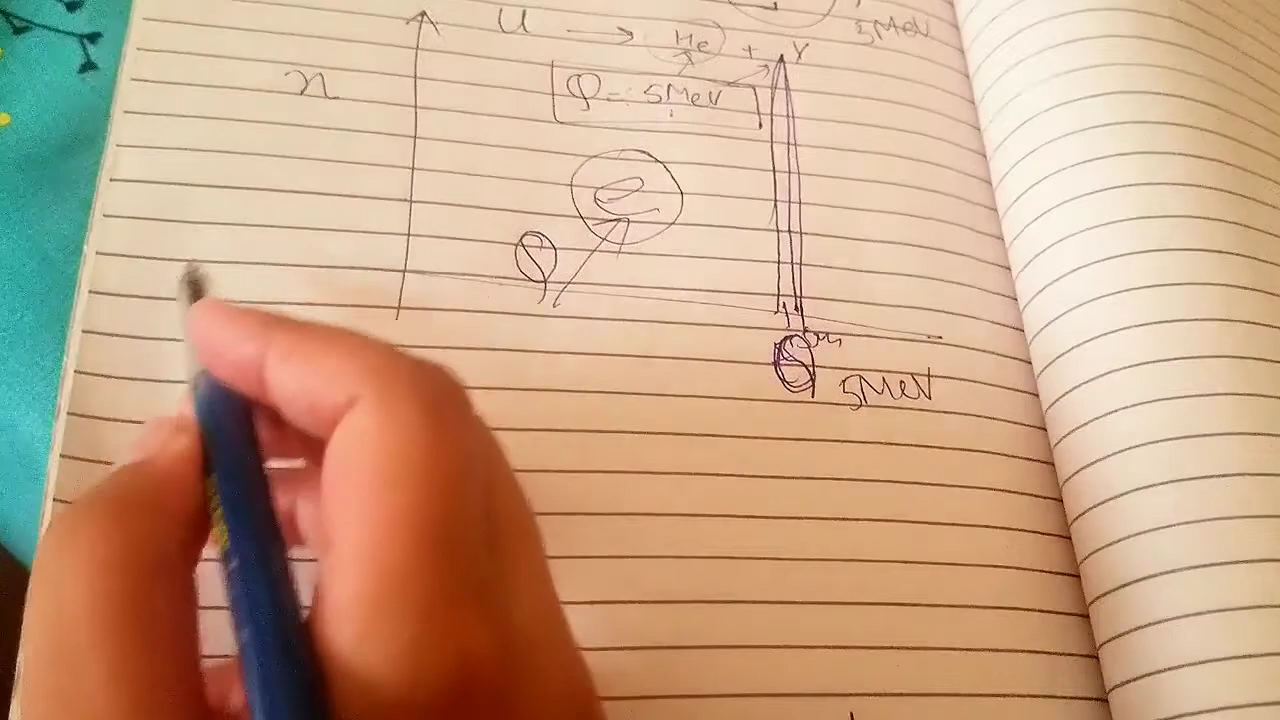 U → He + Y
5MeV
n
Q = 5MeV
e
Q
5MeV